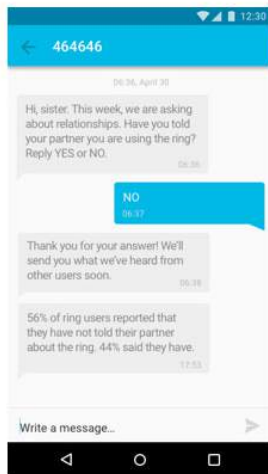 12:30
464646
06:36, April 30
Hi, sister. This week, we are asking
about relationships. Have you told
your partner you are using the ring?
Reply YES or NO.
06:36
NO
06:37
Thank you for your answer! We'll
send you what we've heard from
other users soon.
06:38
56% of ring users reported that
they have not told their partner
about the ring. 44% said they have.
17:53
Write a message...